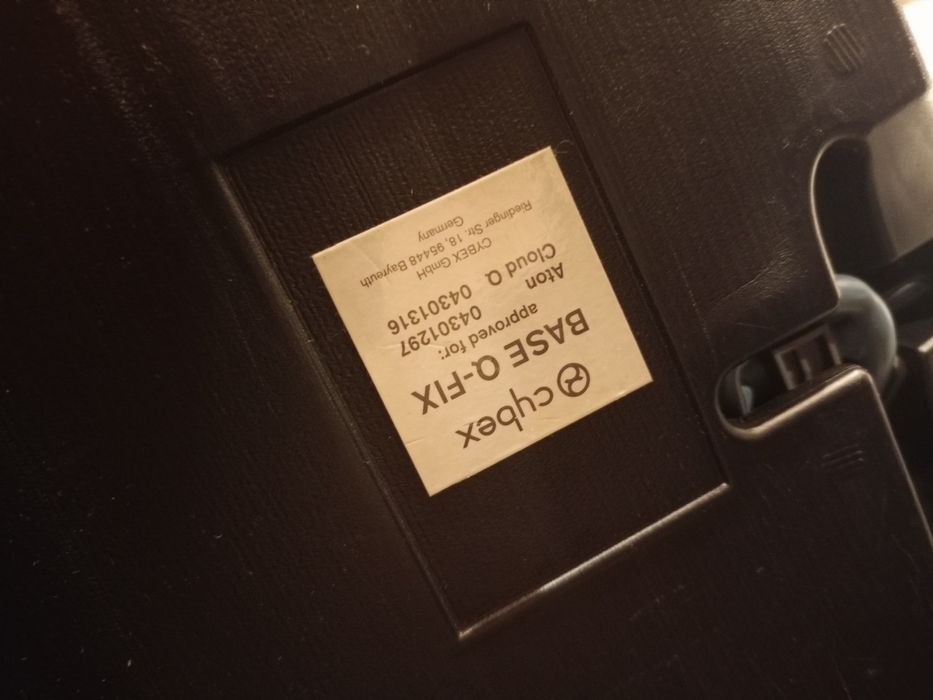 cybex
BASE Q-FIX
approved for:
Aton 04301297
Cloud Q 04301316
CYBEX GmbH
Riedinger Str. 18, 95448 Bayreuth
Germany